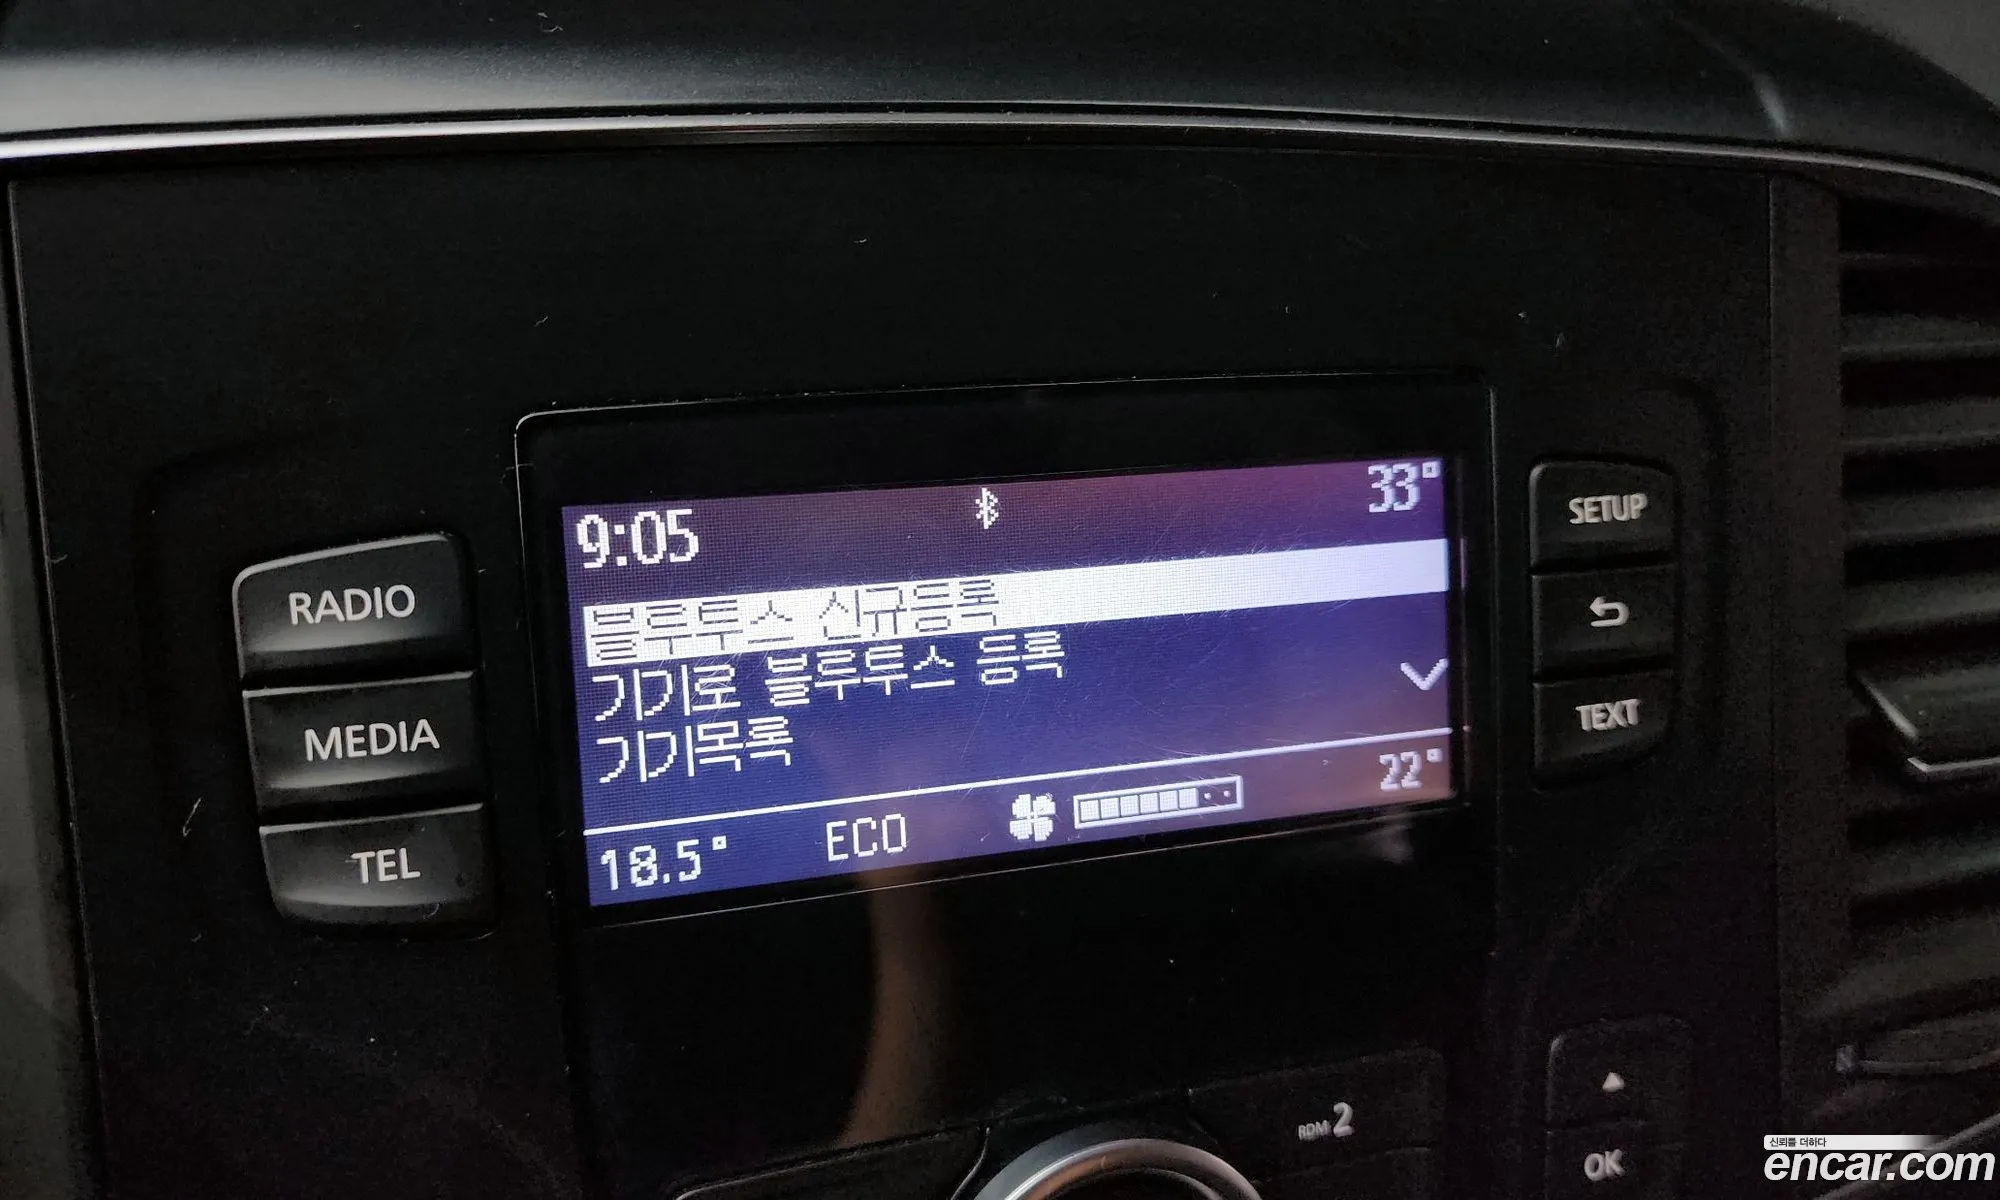 9:05
33°
블루투스 신규등록
기기로 블루투스 등록
기기목록
18.5°
ECO
22°
RADIO
MEDIA
TEL
SETUP
TEXT
RDM 2
OK
신뢰를 더하다
encar.com